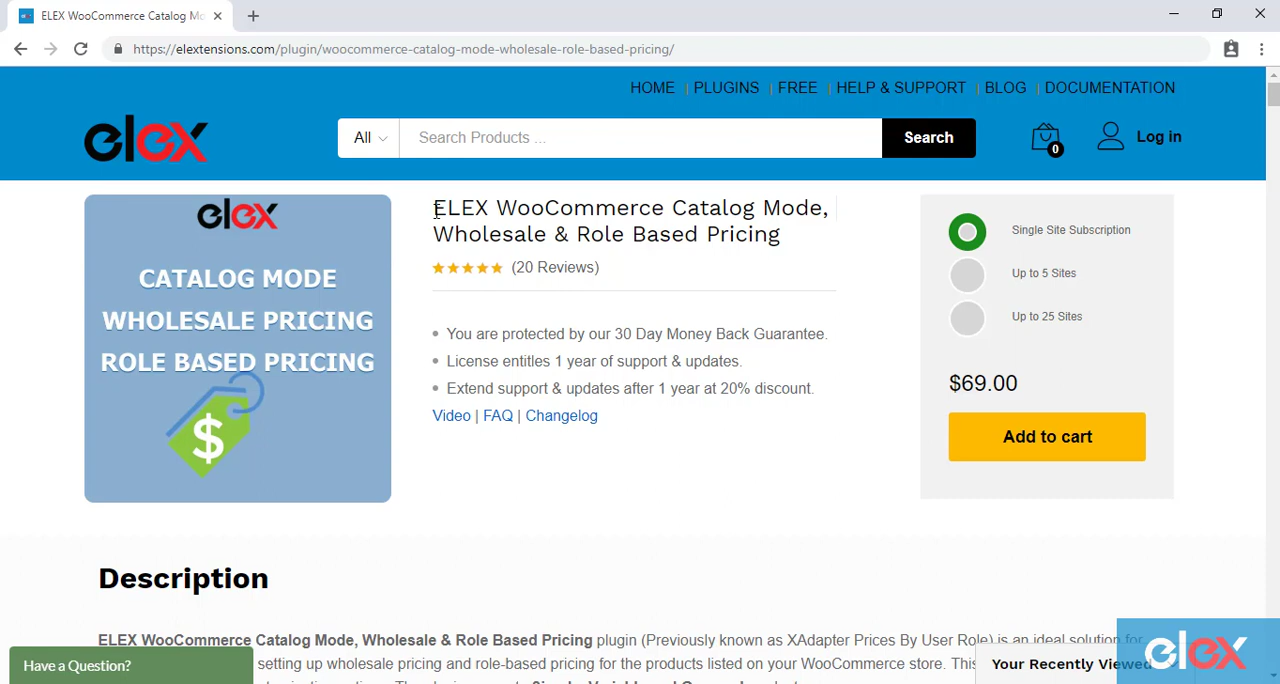 ELEX WooCommerce Catalog Mo
https://elextensions.com/plugin/woocommerce-catalog-mode-wholesale-role-based-pricing/
HOME | PLUGINS | FREE | HELP & SUPPORT | BLOG | DOCUMENTATION
elex
All
Search Products ...
Search
0
Log in
elex
CATALOG MODE
WHOLESALE PRICING
ROLE BASED PRICING
$
ELEX WooCommerce Catalog Mode,
Wholesale & Role Based Pricing
(20 Reviews)
• You are protected by our 30 Day Money Back Guarantee.
• License entitles 1 year of support & updates.
• Extend support & updates after 1 year at 20% discount.
Video | FAQ | Changelog
Single Site Subscription
Up to 5 Sites
Up to 25 Sites
$69.00
Add to cart
Description
ELEX WooCommerce Catalog Mode, Wholesale & Role Based Pricing plugin (Previously known as XAdapter Prices By User Role) is an ideal solution for
setting up wholesale pricing and role-based pricing for the products listed on your WooCommerce store. This
Have a Question?
Your Recently Viewed
elex